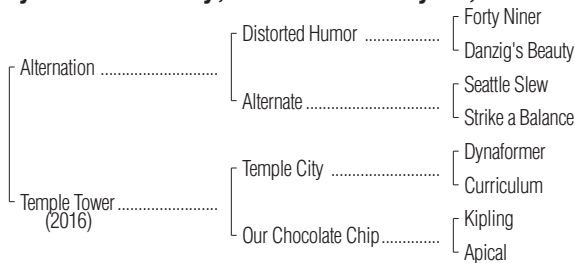 Forty Niner
Distorted Humor ..................
Danzig's Beauty
Alternation ............................
Seattle Slew
Alternate ................................
Strike a Balance
Dynaformer
Temple City .........................
Curriculum
Temple Tower ........................
(2016)
Kipling
Our Chocolate Chip ..............
Apical